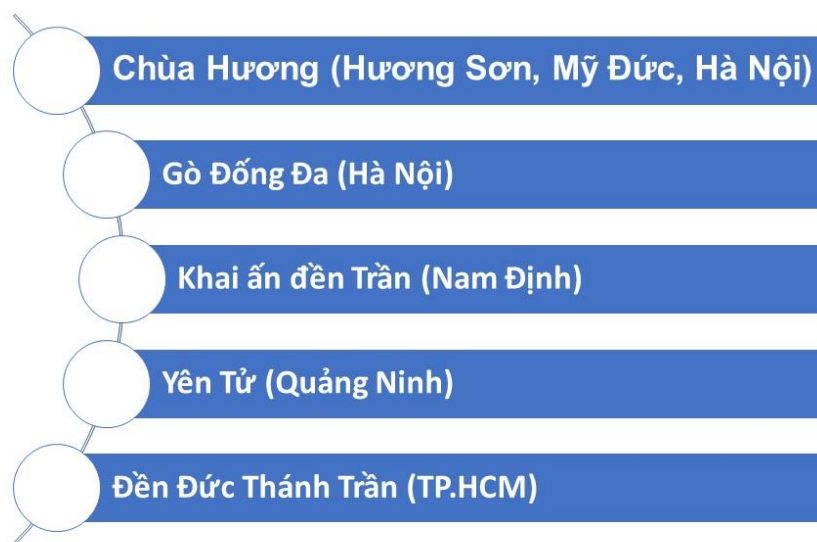 Chùa Hương (Hương Sơn, Mỹ Đức, Hà Nội)
Gò Đống Đa (Hà Nội)
Khai ấn đền Trần (Nam Định)
Yên Tử (Quảng Ninh)
Đền Đức Thánh Trần (TP.HCM)